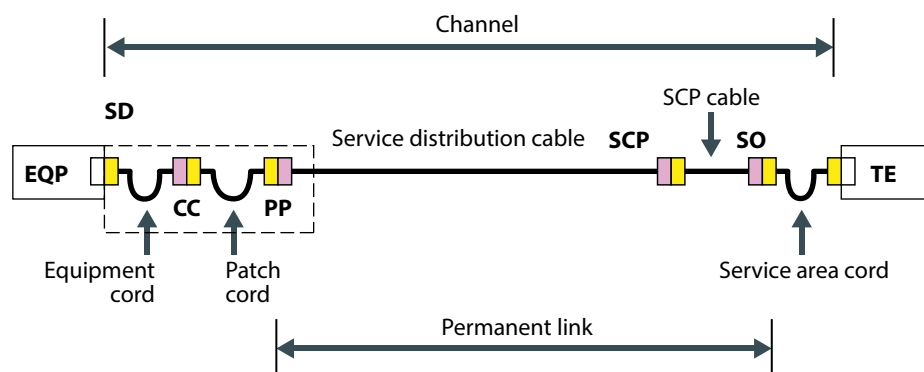 Channel
SCP cable
SD
Service distribution cable
SCP
SO
EQP
TE
CC
PP
Equipment
cord
Patch
cord
Service area cord
Permanent link